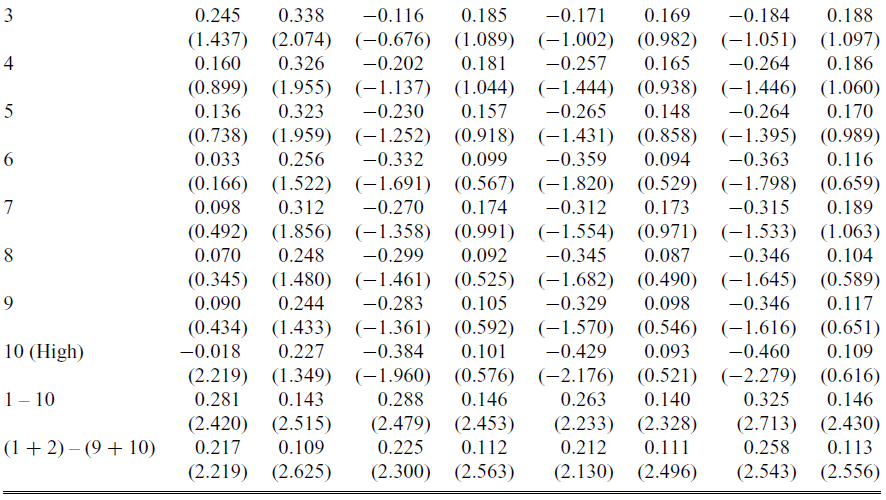 3 0.245 0.338 −0.116 0.185 −0.171 0.169 −0.184 0.188
(1.437) (2.074) (−0.676) (1.089) (−1.002) (0.982) (−1.051) (1.097)
4 0.160 0.326 −0.202 0.181 −0.257 0.165 −0.264 0.186
(0.899) (1.955) (−1.137) (1.044) (−1.444) (0.938) (−1.446) (1.060)
5 0.136 0.323 −0.230 0.157 −0.265 0.148 −0.264 0.170
(0.738) (1.959) (−1.252) (0.918) (−1.431) (0.858) (−1.395) (0.989)
6 0.033 0.256 −0.332 0.099 −0.359 0.094 −0.363 0.116
(0.166) (1.522) (−1.691) (0.567) (−1.820) (0.529) (−1.798) (0.659)
7 0.098 0.312 −0.270 0.174 −0.312 0.173 −0.315 0.189
(0.492) (1.856) (−1.358) (0.991) (−1.554) (0.971) (−1.533) (1.063)
8 0.070 0.248 −0.299 0.092 −0.345 0.087 −0.346 0.104
(0.345) (1.480) (−1.461) (0.525) (−1.682) (0.490) (−1.645) (0.589)
9 0.090 0.244 −0.283 0.105 −0.329 0.098 −0.346 0.117
(0.434) (1.433) (−1.361) (0.592) (−1.570) (0.546) (−1.616) (0.651)
10 (High) −0.018 0.227 −0.384 0.101 −0.429 0.093 −0.460 0.109
(2.219) (1.349) (−1.960) (0.576) (−2.176) (0.521) (−2.279) (0.616)
1 – 10 0.281 0.143 0.288 0.146 0.263 0.140 0.325 0.146
(2.420) (2.515) (2.479) (2.453) (2.233) (2.328) (2.713) (2.430)
(1 + 2) – (9 + 10) 0.217 0.109 0.225 0.112 0.212 0.111 0.258 0.113
(2.219) (2.625) (2.300) (2.563) (2.130) (2.496) (2.543) (2.556)